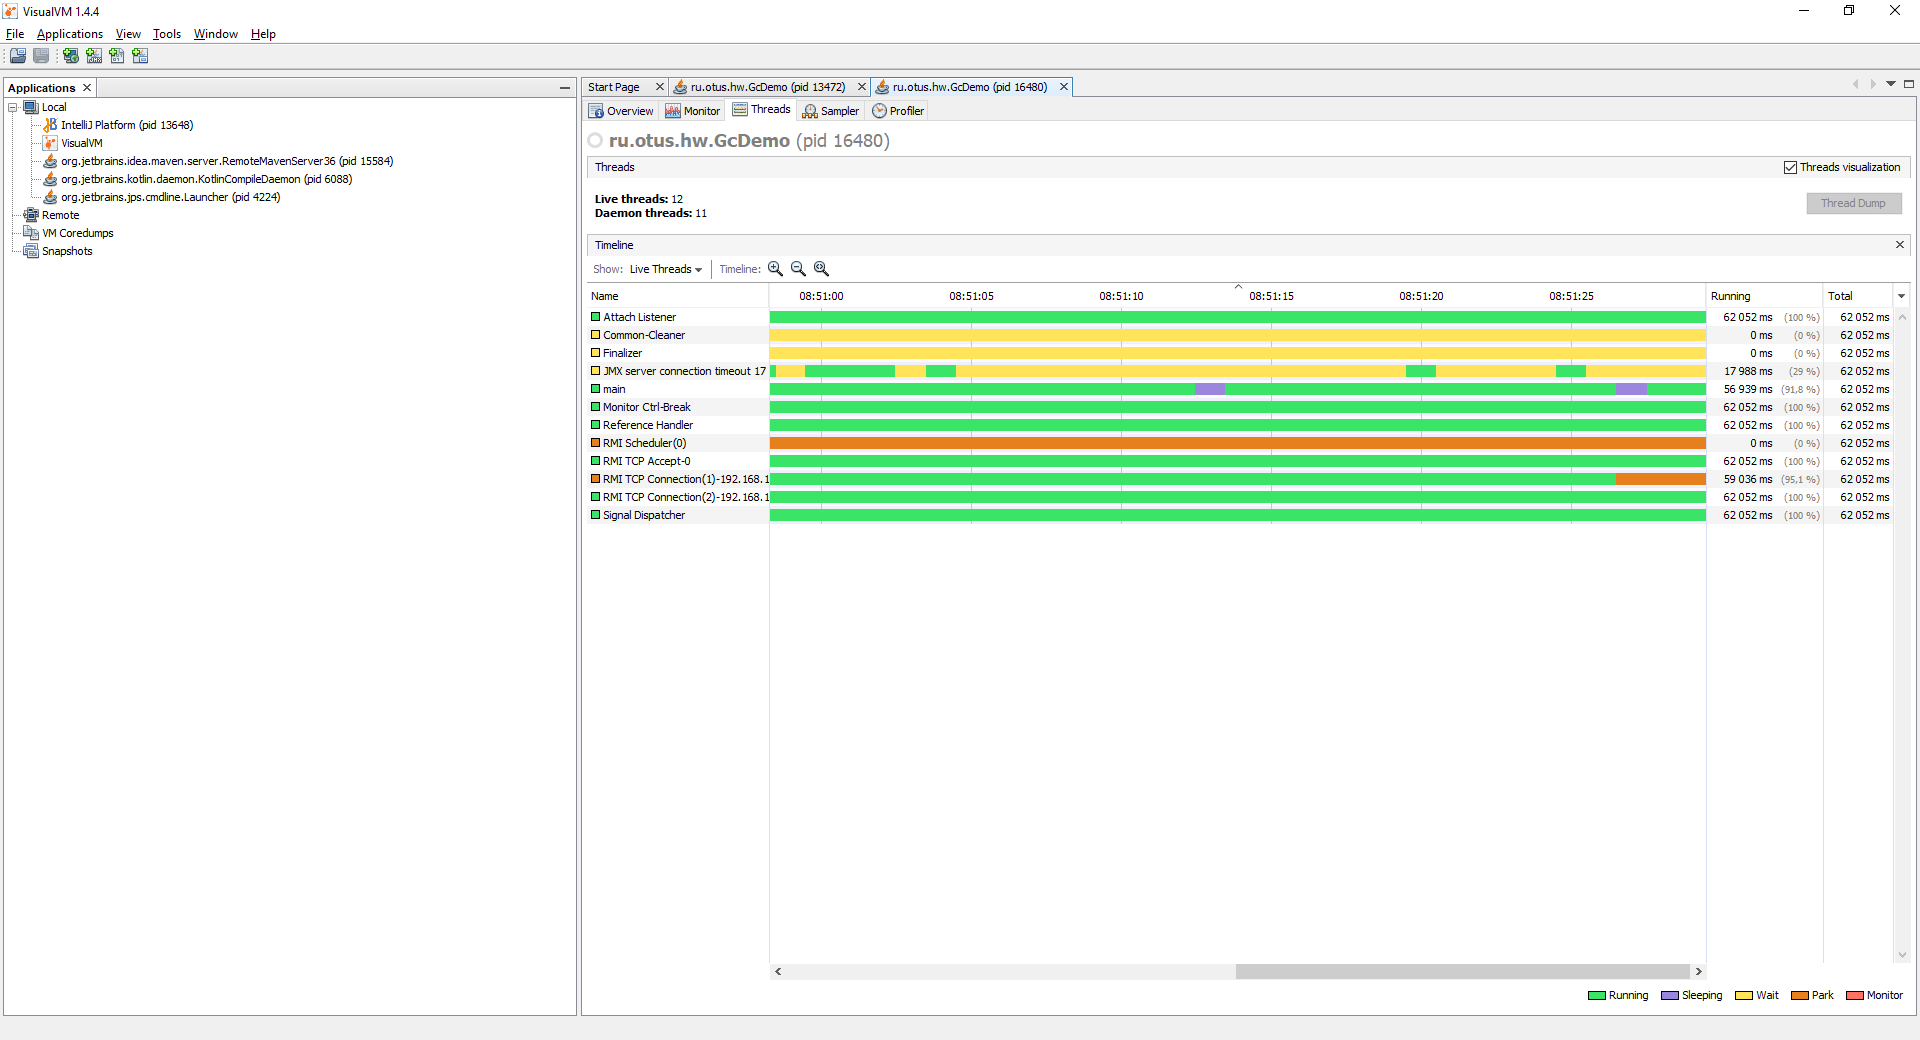 VisualVM 1.4.4
File Applications View Tools Window Help
Applications
Local
IntelliJ Platform (pid 13648)
VisualVM
org.jetbrains.idea.maven.server.RemoteMavenServer36 (pid 15584)
org.jetbrains.kotlin.daemon.KotlinCompileDaemon (pid 6088)
org.jetbrains.jps.cmdline.Launcher (pid 4224)
Remote
VM Coredumps
Snapshots
Start Page ru.otus.hw.GcDemo (pid 13472) ru.otus.hw.GcDemo (pid 16480)
Overview Monitor Threads Sampler Profiler
ru.otus.hw.GcDemo (pid 16480)
Threads Threads visualization
Live threads: 12
Daemon threads: 11
Thread Dump
Timeline
Show: Live Threads Timeline:
Name 08:51:00 08:51:05 08:51:10 08:51:15 08:51:20 08:51:25 Running Total
Attach Listener 62 052 ms (100 %) 62 052 ms
Common-Cleaner 0 ms (0 %) 62 052 ms
Finalizer 0 ms (0 %) 62 052 ms
JMX server connection timeout 17 17 988 ms (29 %) 62 052 ms
main 56 939 ms (91,8 %) 62 052 ms
Monitor Ctrl-Break 62 052 ms (100 %) 62 052 ms
Reference Handler 62 052 ms (100 %) 62 052 ms
RMI Scheduler(0) 0 ms (0 %) 62 052 ms
RMI TCP Accept-0 62 052 ms (100 %) 62 052 ms
RMI TCP Connection(1)-192.168.1 59 036 ms (95,1 %) 62 052 ms
RMI TCP Connection(2)-192.168.1 62 052 ms (100 %) 62 052 ms
Signal Dispatcher 62 052 ms (100 %) 62 052 ms
Running Sleeping Wait Park Monitor